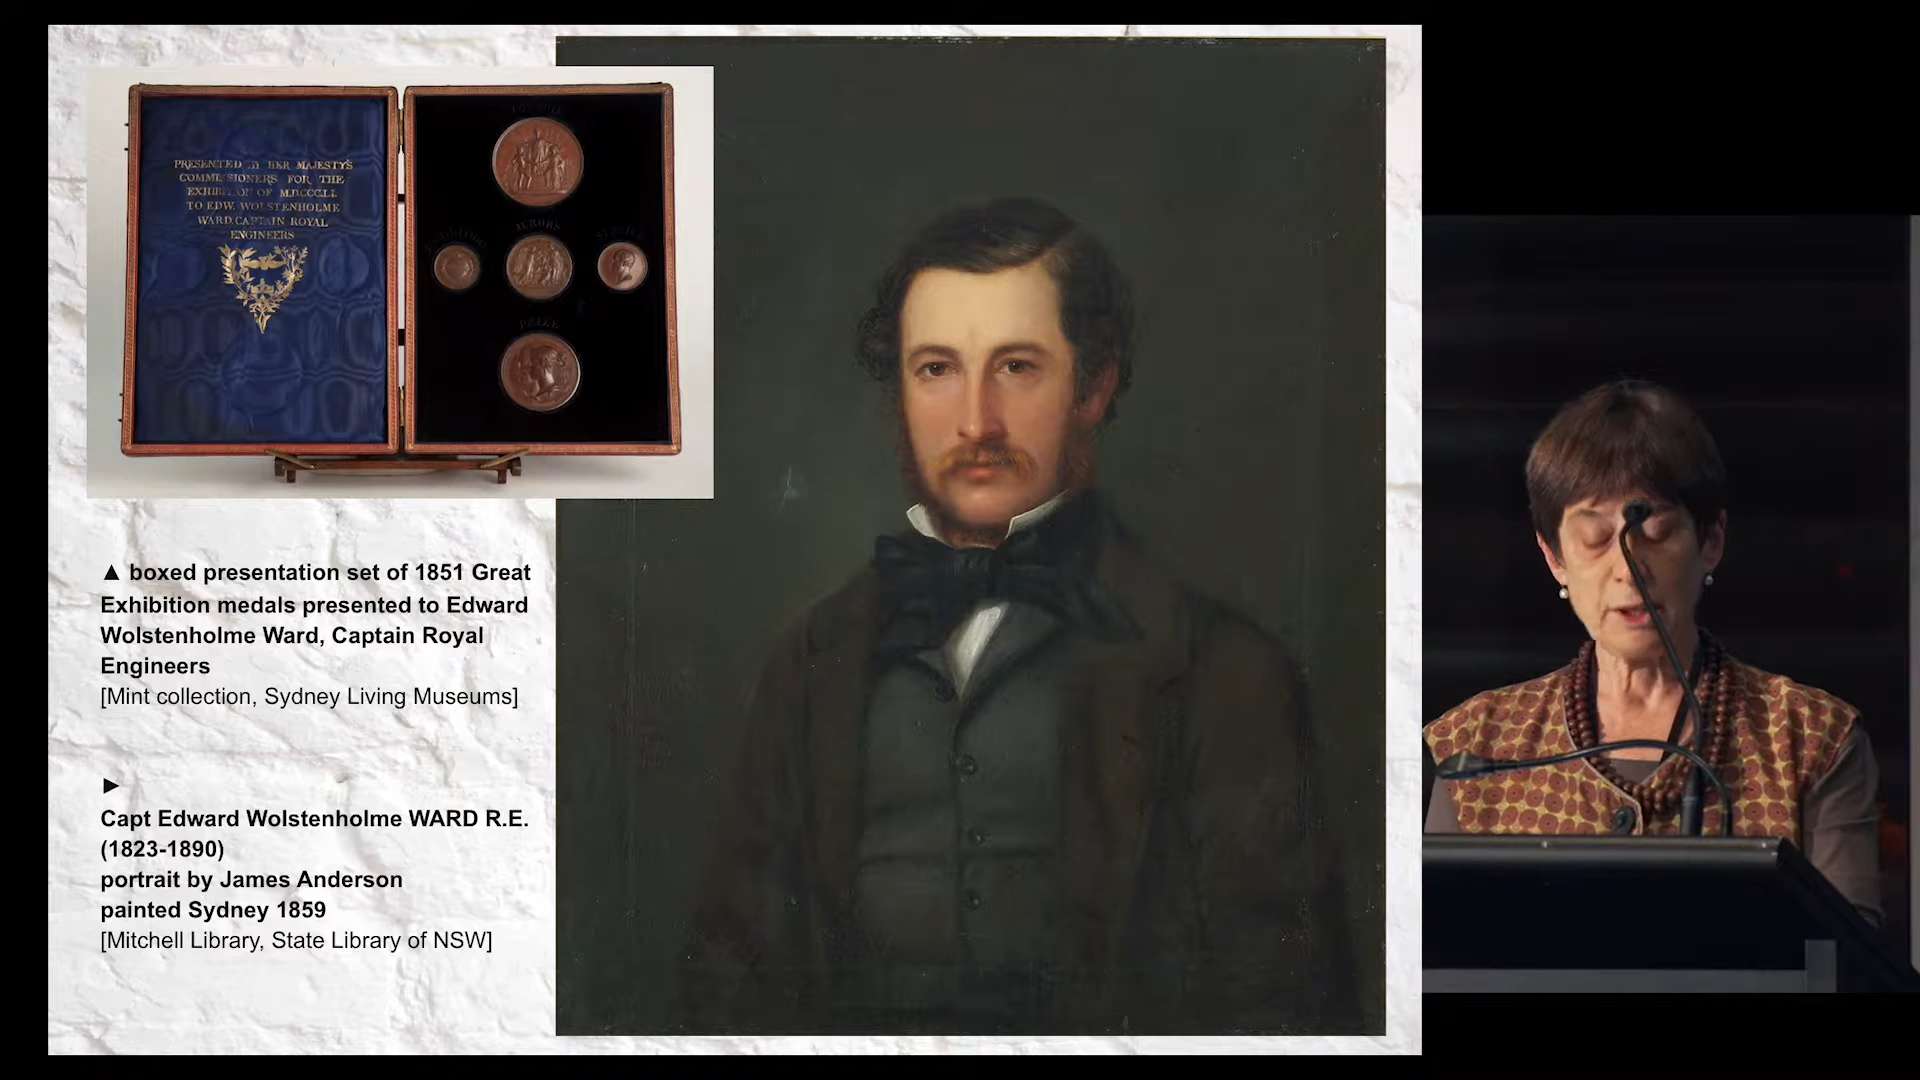 PRESENTED BY HER MAJESTY'S
COMMISSIONERS FOR THE
EXHIBITION OF M.D.CCC.LI.
TO EDW. WOLSTENHOLME
WARD. CAPTAIN ROYAL
ENGINEERS
JURORS
PRIZE
▲ boxed presentation set of 1851 Great
Exhibition medals presented to Edward
Wolstenholme Ward, Captain Royal
Engineers
[Mint collection, Sydney Living Museums]
►
Capt Edward Wolstenholme WARD R.E.
(1823-1890)
portrait by James Anderson
painted Sydney 1859
[Mitchell Library, State Library of NSW]